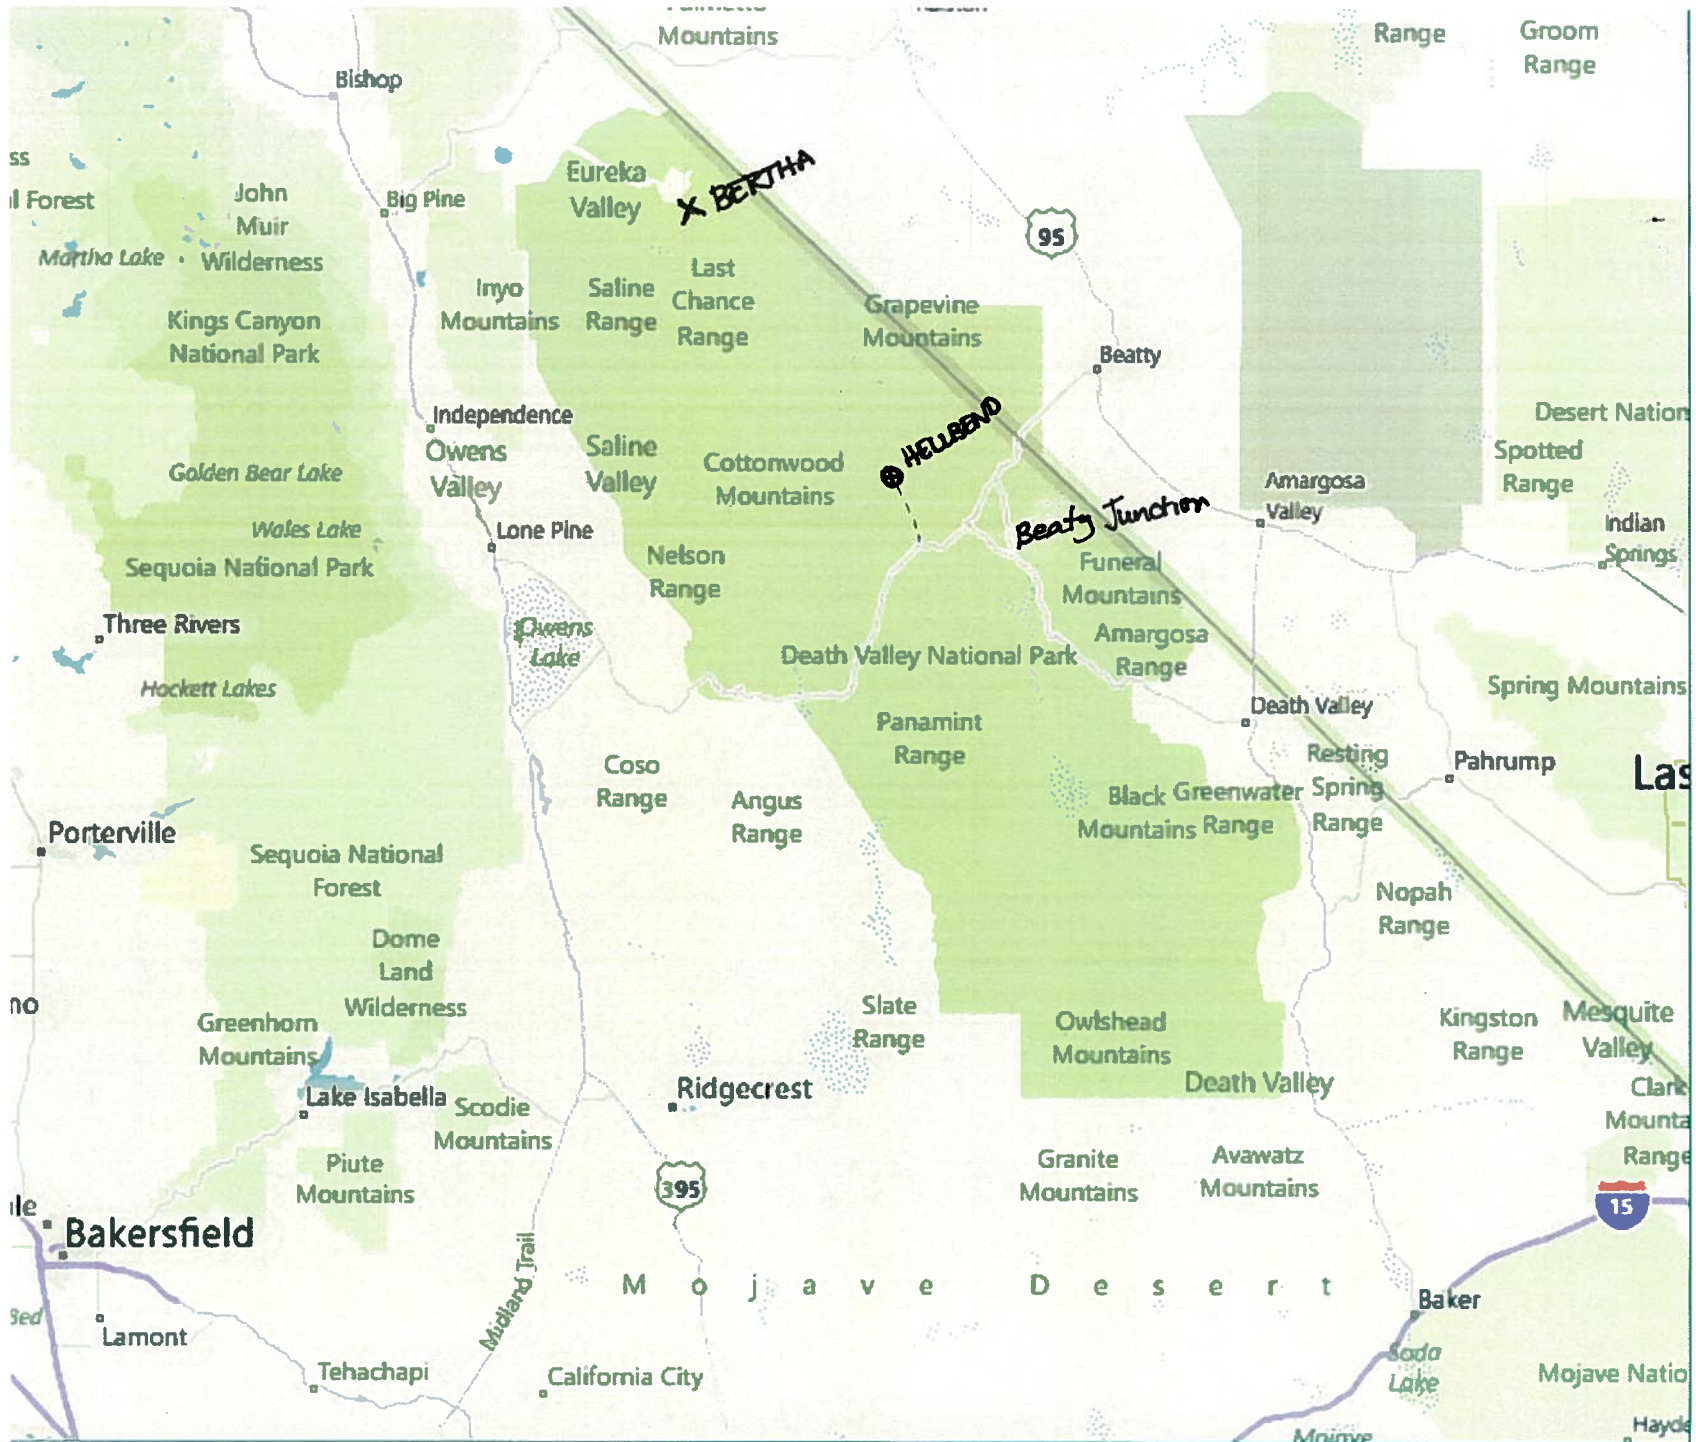 Mountains
Range
Groom
Range
Bishop
ss
l Forest
John
Muir
Wilderness
Big Pine
Eureka
Valley
X BERTHA
95
Martha Lake
Kings Canyon
National Park
Inyo
Mountains
Saline
Range
Last
Chance
Range
Grapevine
Mountains
Beatty
Independence
Owens
Valley
Saline
Valley
Cottonwood
Mountains
HELLBEND
Desert Nation
Spotted
Range
Golden Bear Lake
Wales Lake
Sequoia National Park
Lone Pine
Nelson
Range
Beaty Junction
Amargosa
Valley
Indian
Springs
Funeral
Mountains
Three Rivers
Owens
Lake
Death Valley National Park
Amargosa
Range
Hockett Lakes
Spring Mountains
Panamint
Range
Death Valley
Resting
Spring
Range
Pahrump
Las
Coso
Range
Angus
Range
Black
Mountains
Greenwater
Range
Porterville
Sequoia National
Forest
Nopah
Range
Dome
Land
Wilderness
no
Greenhorn
Mountains
Slate
Range
Owlshead
Mountains
Kingston
Range
Mesquite
Valley
Lake Isabella
Scodie
Mountains
Ridgecrest
Death Valley
Clark
Mounta
Range
Piute
Mountains
395
Granite
Mountains
Avawatz
Mountains
15
le
Bakersfield
Midland Trail
Mojave Desert
Baker
Bed
Lamont
Tehachapi
California City
Soda
Lake
Mojave Natio
Mojave
Hayde